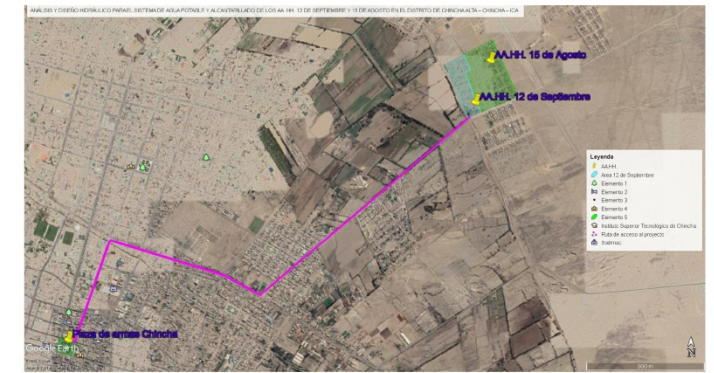 ANÁLISIS Y DISEÑO HIDRÁULICO PARA EL SISTEMA DE AGUA POTABLE Y ALCANTARILLADO DE LOS AA. HH. 12 DE SEPTIEMBRE Y 15 DE AGOSTO EN EL DISTRITO DE CHINCHA ALTA – CHINCHA – ICA
AA.HH. 15 de Agosto
AA.HH. 12 de Septiembre
Leyenda
AA.HH.
Area 12 de Septiembre
Elemento 1
Elemento 2
Elemento 3
Elemento 4
Elemento 5
Instituto Superior Tecnológico de Chincha
Ruta de acceso al proyecto
Plaza de armas Chincha
Google Earth
N